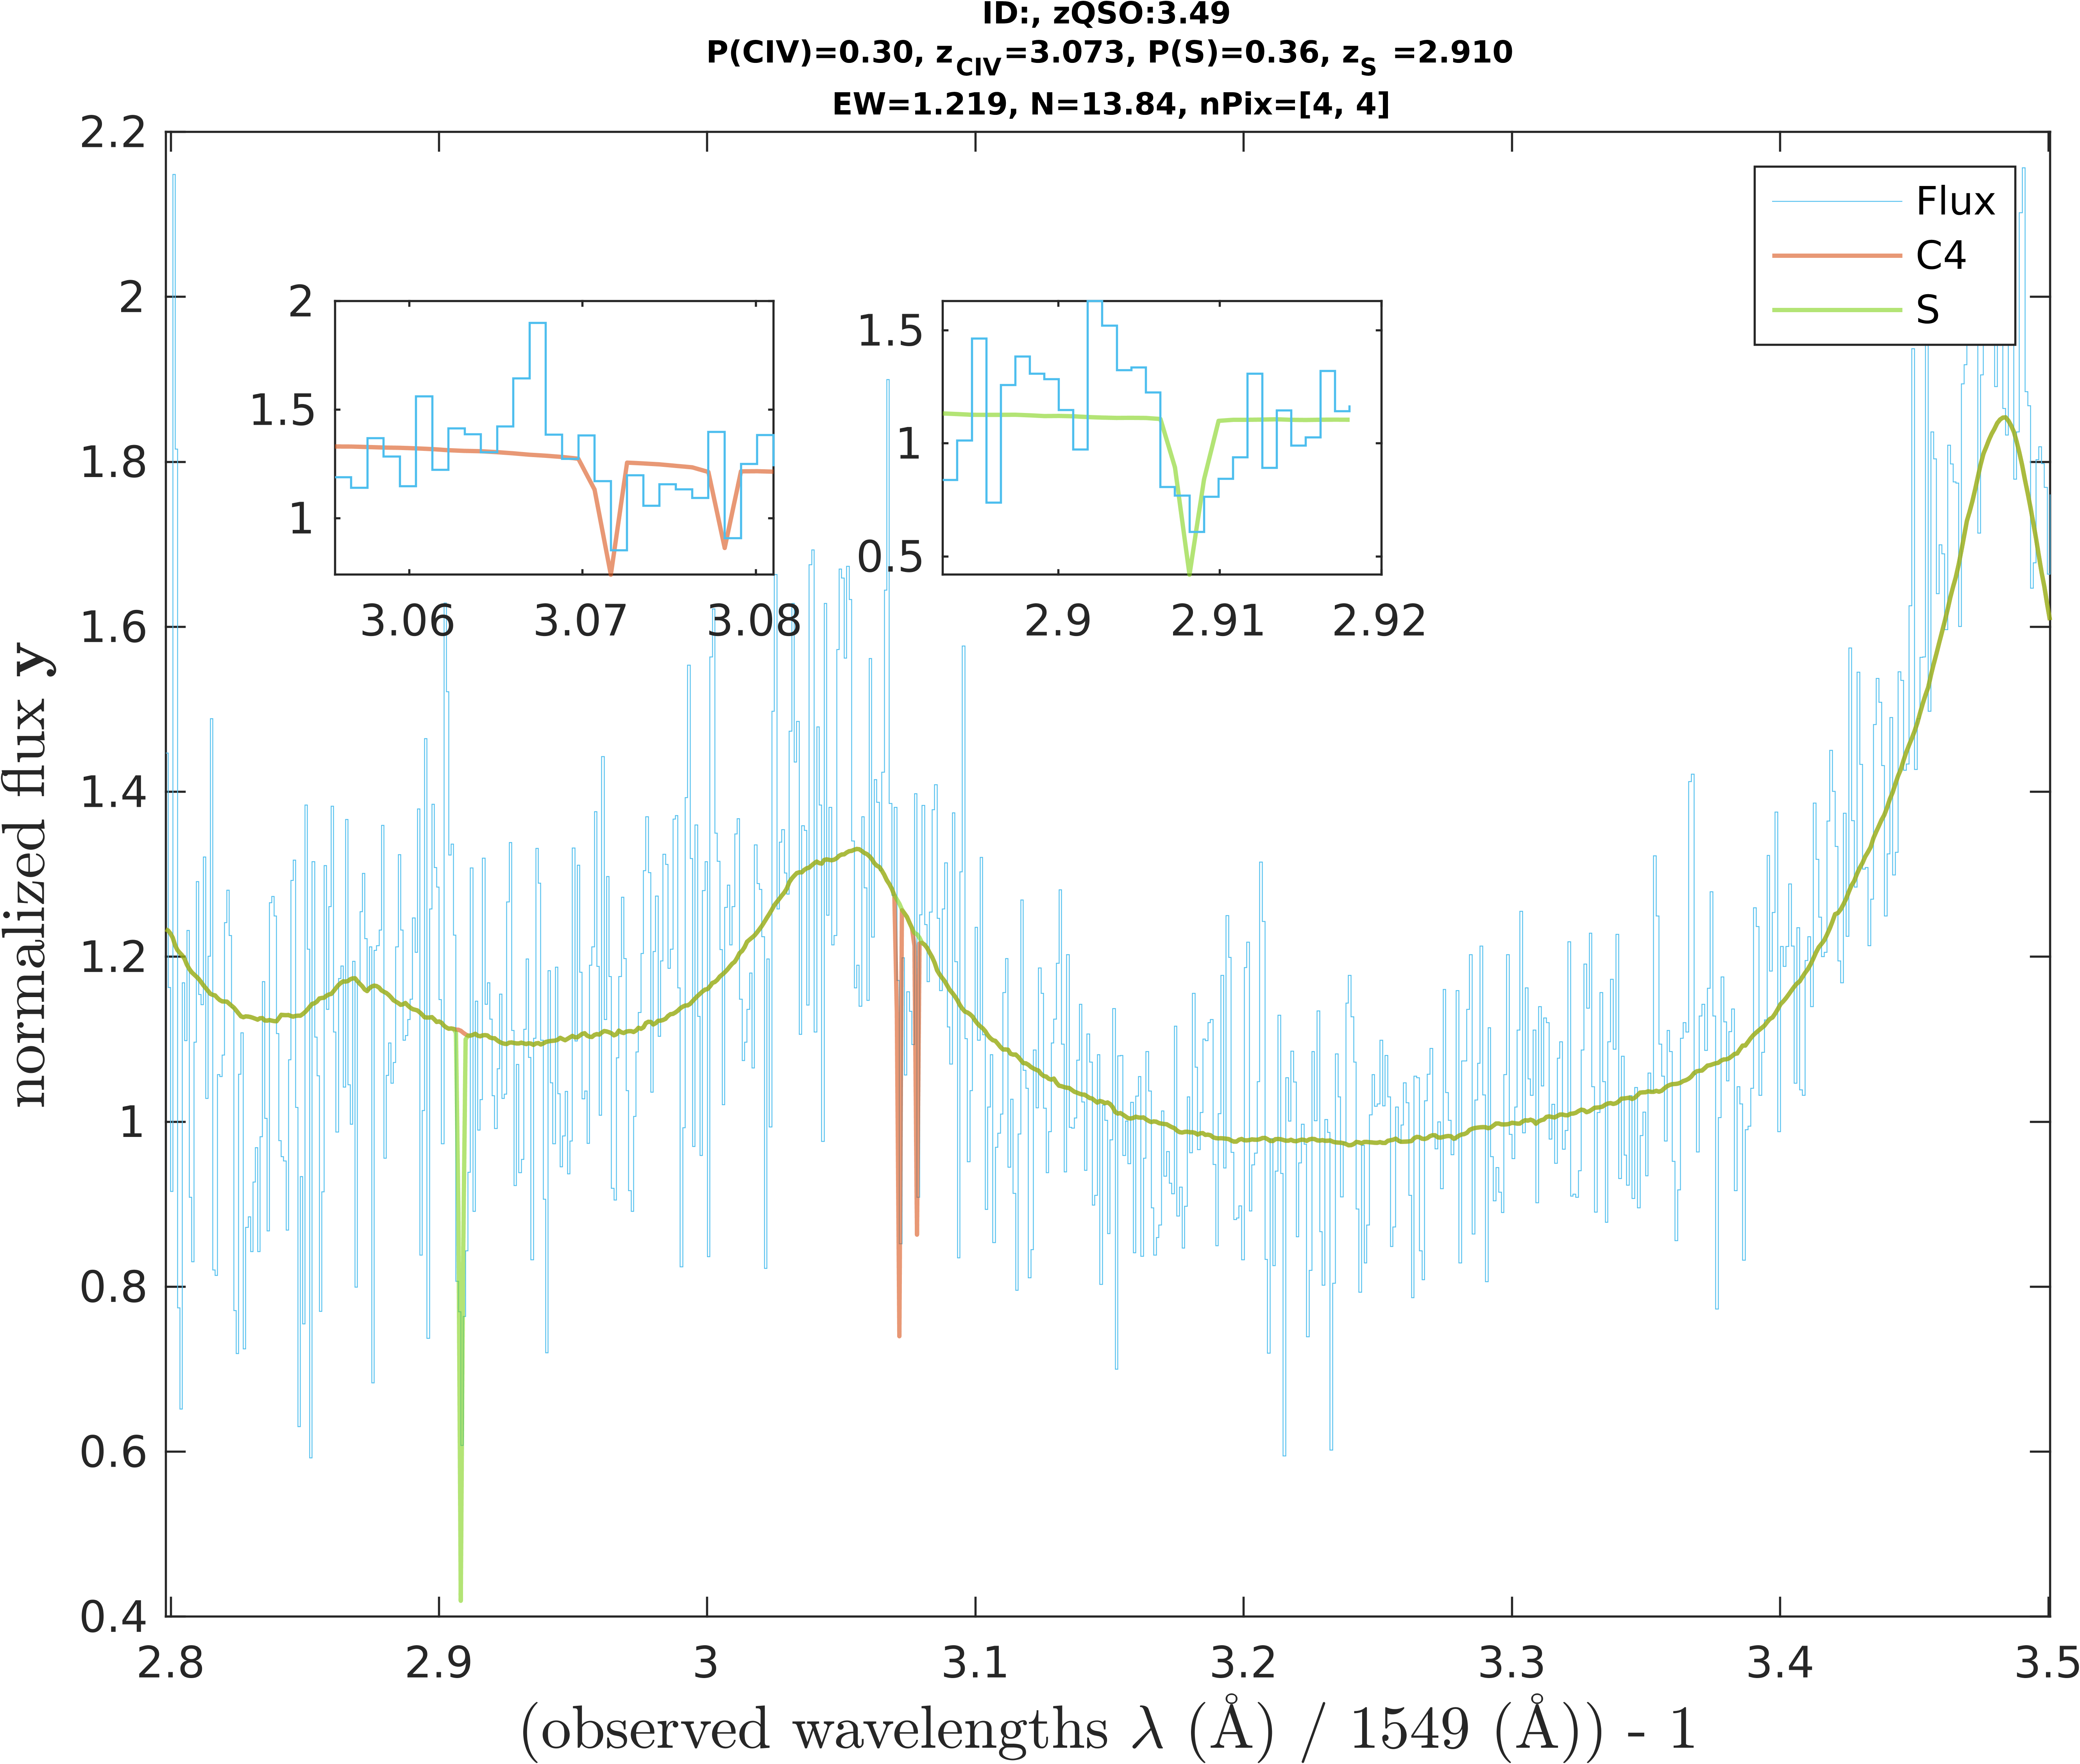 ID:, zQSO:3.49
P(CIV)=0.30, zCIV=3.073, P(S)=0.36, zS =2.910
EW=1.219, N=13.84, nPix=[4, 4]
2.2
2
1.8
1.6
1.4
1.2
1
0.8
0.6
0.4
normalized flux y
Flux
C4
S
2
1.5
1
3.06 3.07 3.08
1.5
1
0.5
2.9 2.91 2.92
2.8 2.9 3 3.1 3.2 3.3 3.4 3.5
(observed wavelengths λ (Å) / 1549 (Å)) - 1